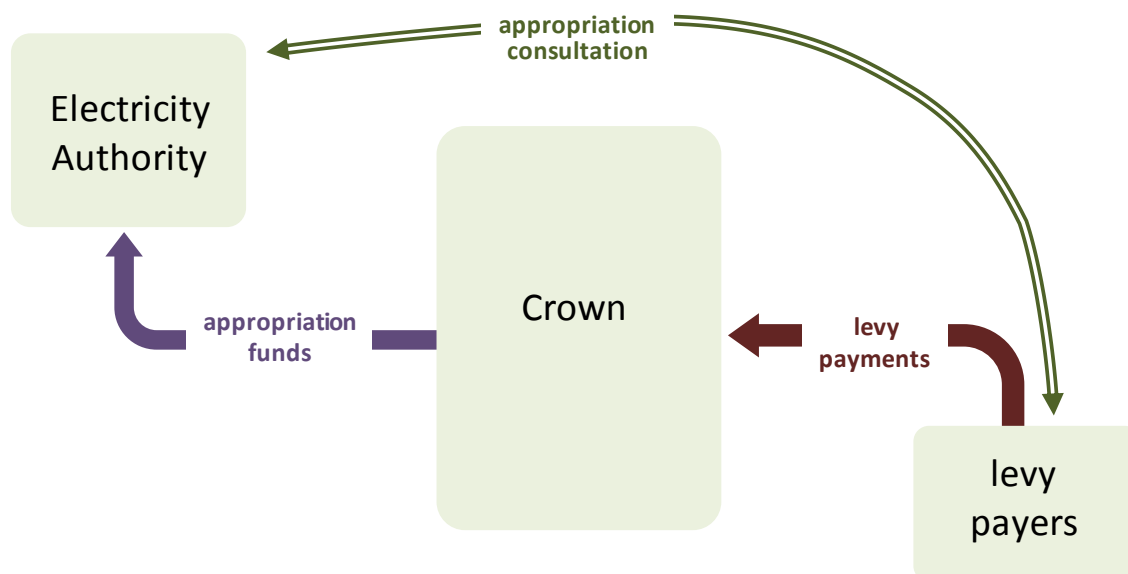 appropriation
consultation
Electricity
Authority
Crown
appropriation
funds
levy
payments
levy
payers